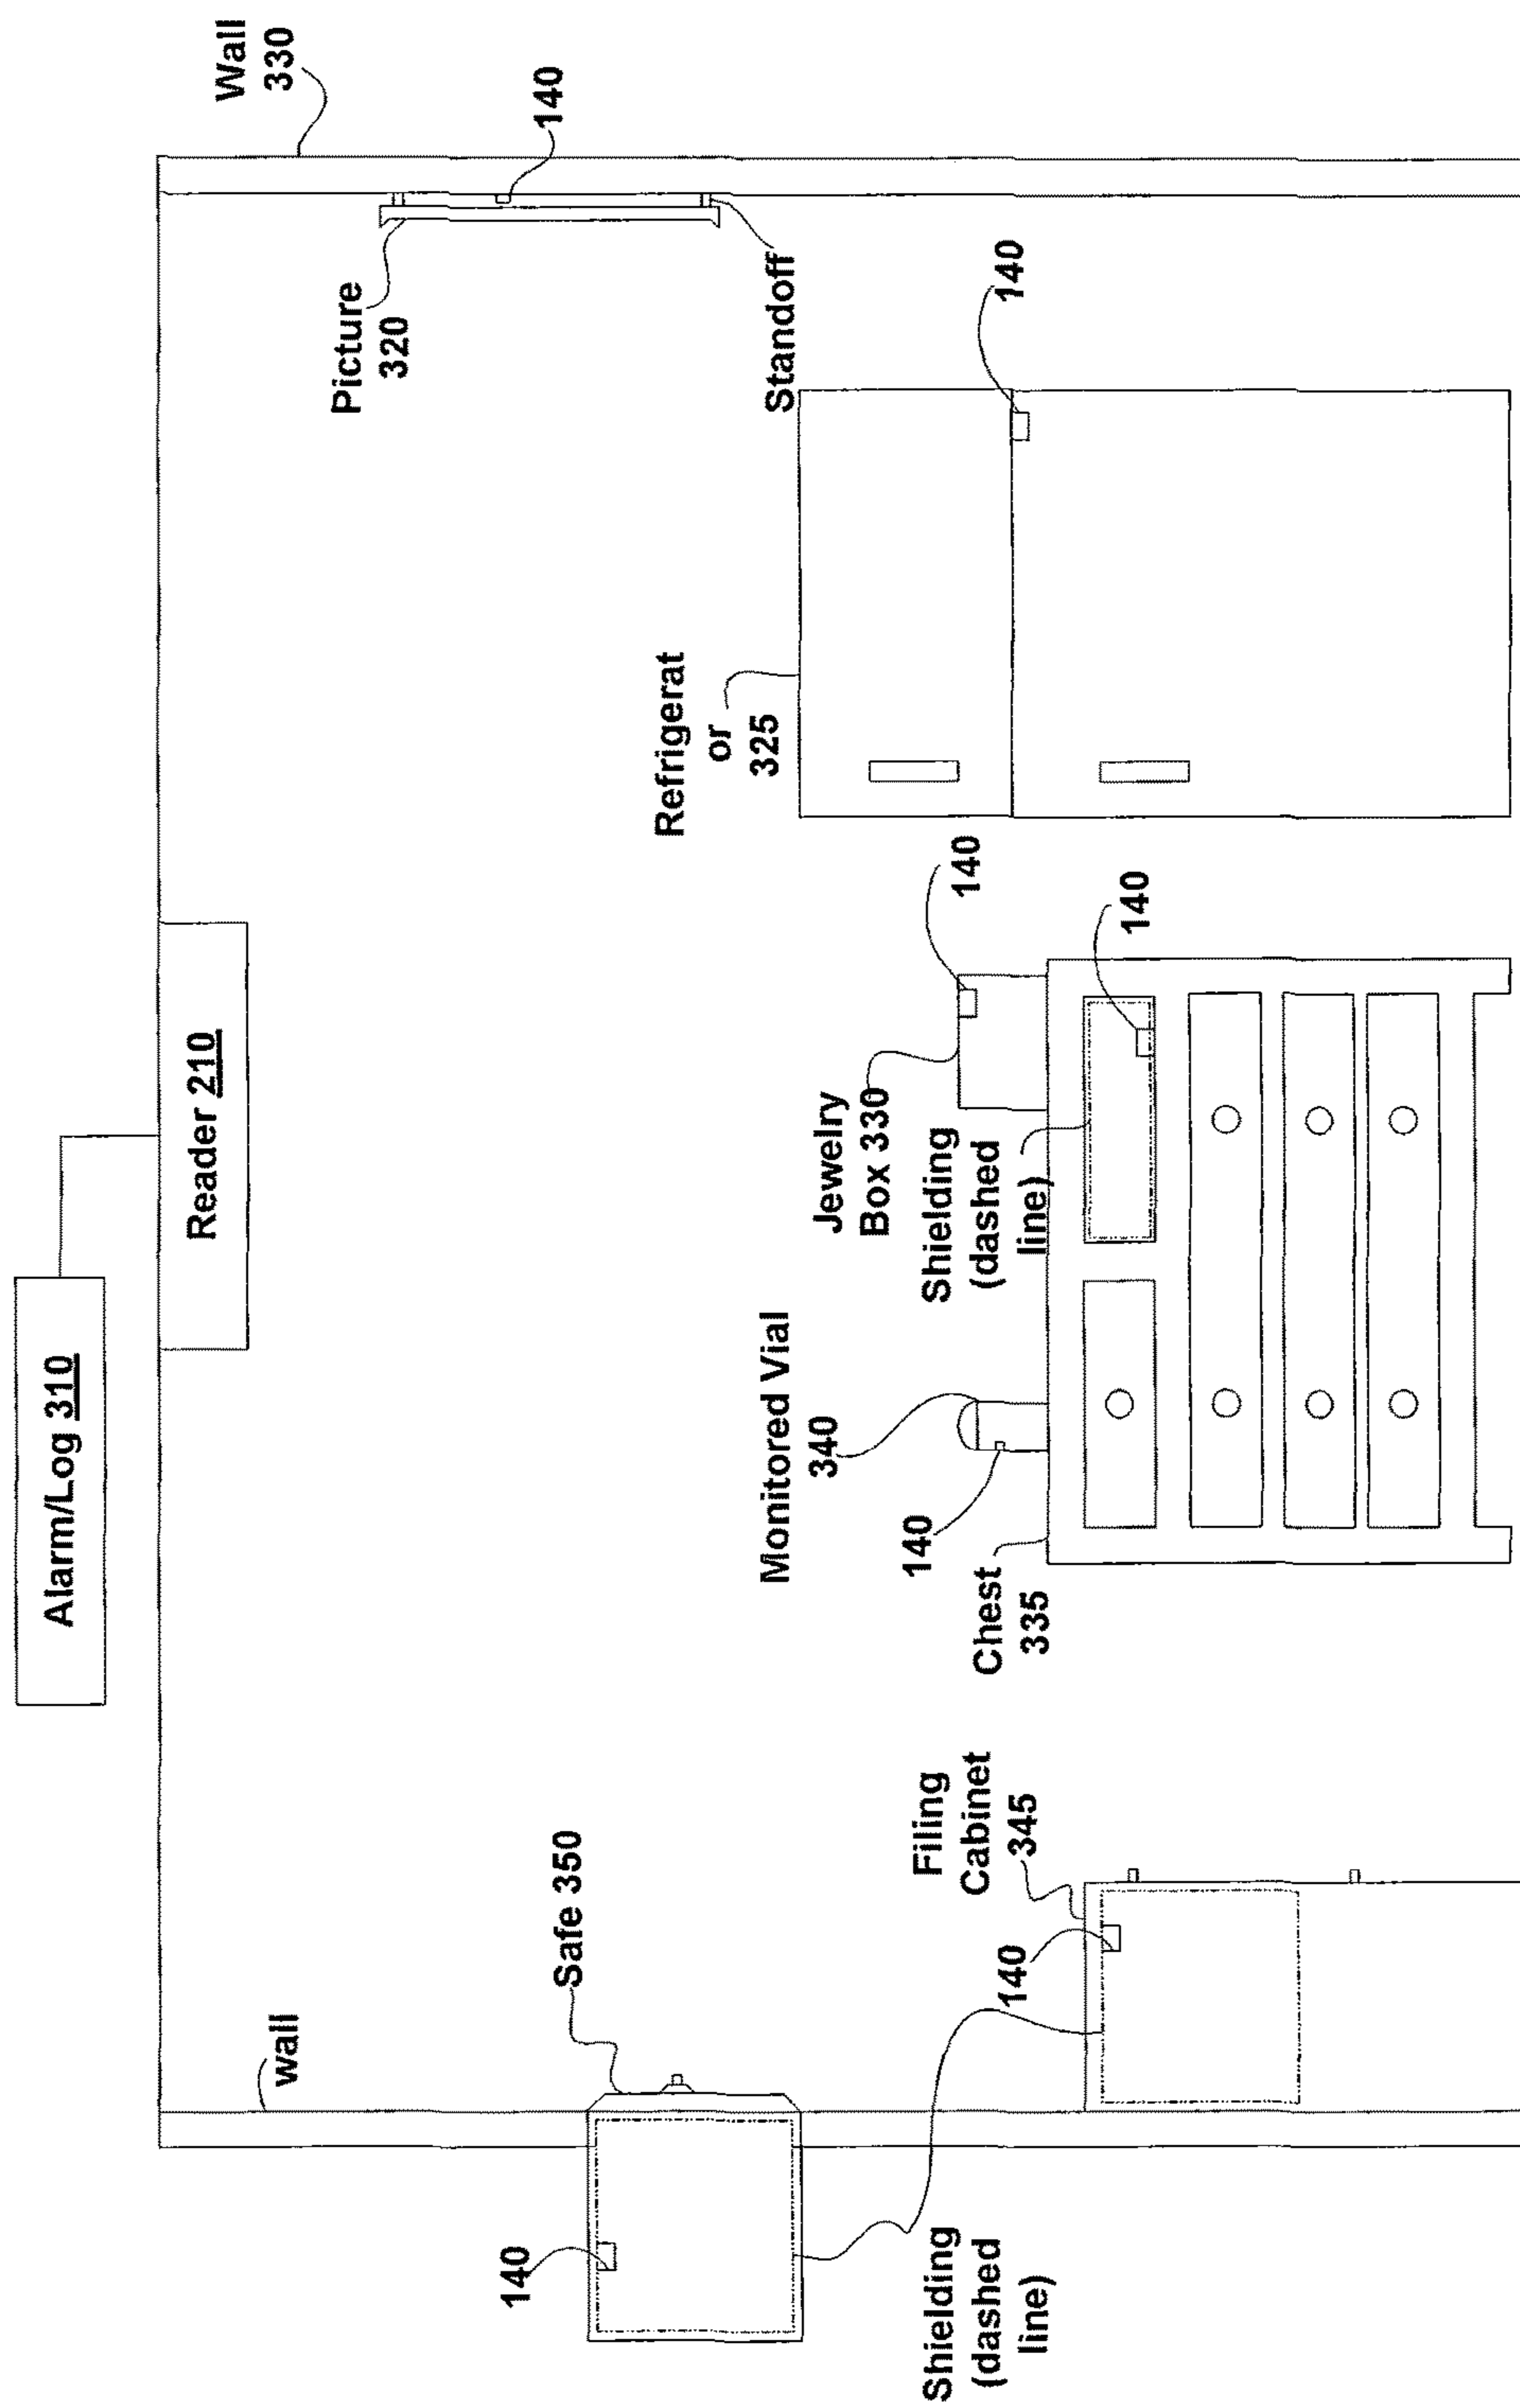 Alarm/Log 310
Reader 210
wall
Wall
330
140
Picture
320
Standoff
Safe 350
140
Shielding
(dashed
line)
Filing
Cabinet
345
140
Monitored Vial
340
140
Chest
335
Jewelry
Box 330
140
Shielding
(dashed
line)
140
Refrigerat
or
325
140